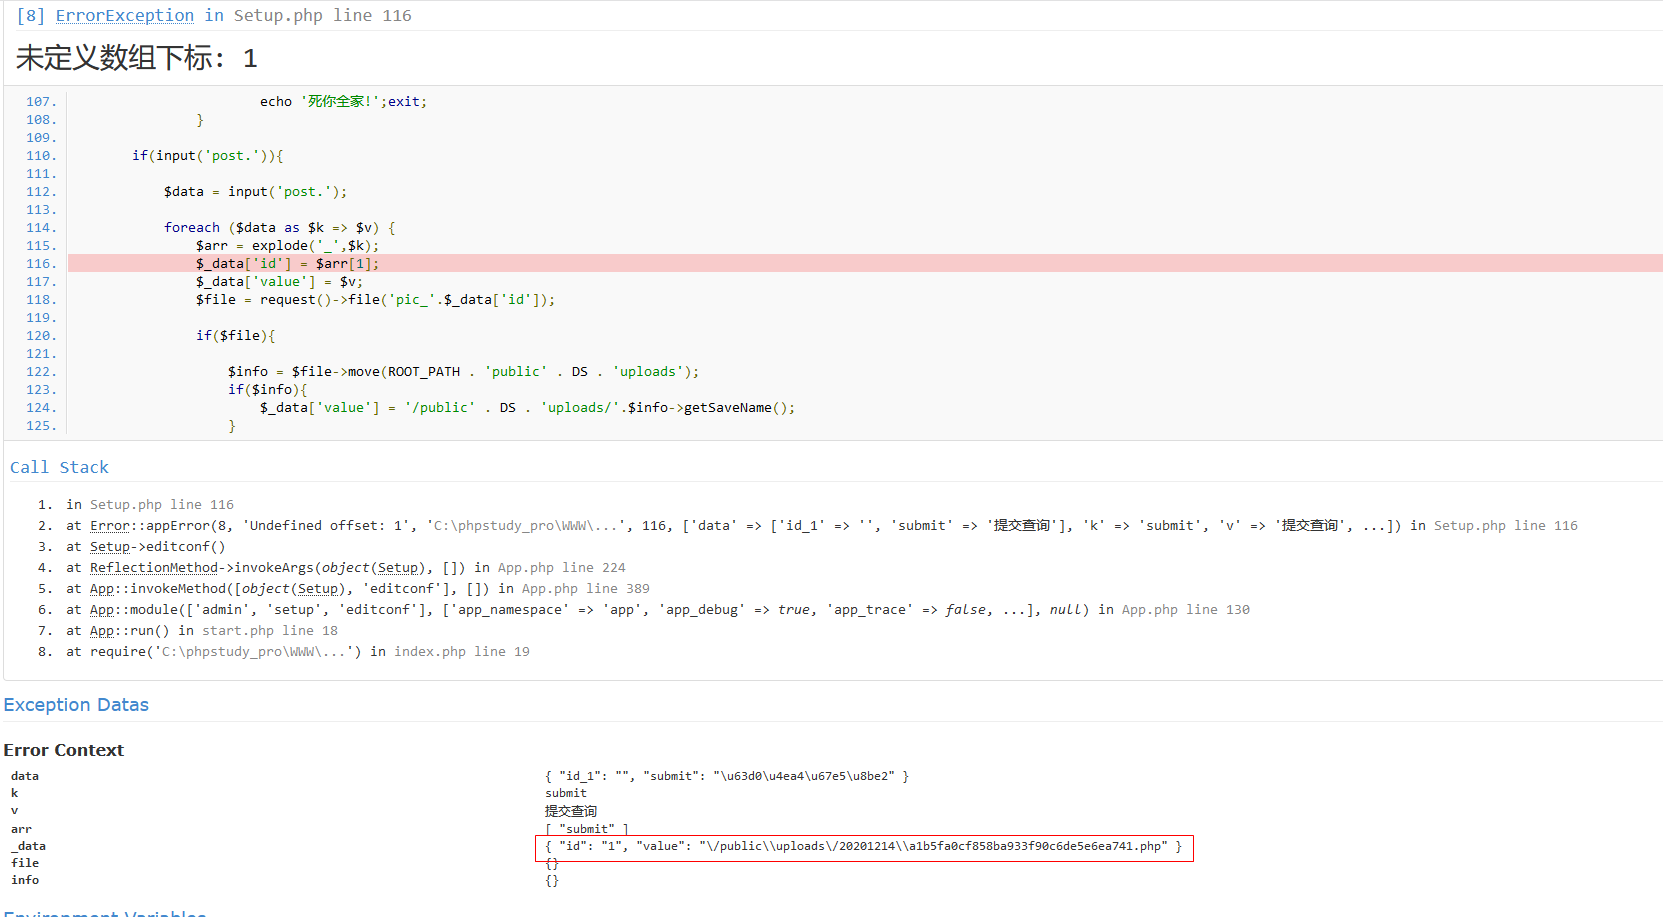 [8] ErrorException in Setup.php line 116
未定义数组下标: 1
107. echo '死你全家!';exit;
108. }
109.
110. if(input('post.')){
111.
112. $data = input('post.');
113.
114. foreach ($data as $k => $v) {
115. $arr = explode('_',$k);
116. $_data['id'] = $arr[1];
117. $_data['value'] = $v;
118. $file = request()->file('pic_'.$_data['id']);
119.
120. if($file){
121.
122. $info = $file->move(ROOT_PATH . 'public' . DS . 'uploads');
123. if($info){
124. $_data['value'] = '/public' . DS . 'uploads/'.$info->getSaveName();
125. }
Call Stack
1. in Setup.php line 116
2. at Error::appError(8, 'Undefined offset: 1', 'C:\phpstudy_pro\WWW\...', 116, ['data' => ['id_1' => '', 'submit' => '提交查询'], 'k' => 'submit', 'v' => '提交查询', ...]) in Setup.php line 116
3. at Setup->editconf()
4. at ReflectionMethod->invokeArgs(object(Setup), []) in App.php line 224
5. at App::invokeMethod([object(Setup), 'editconf'], []) in App.php line 389
6. at App::module(['admin', 'setup', 'editconf'], ['app_namespace' => 'app', 'app_debug' => true, 'app_trace' => false, ...], null) in App.php line 130
7. at App::run() in start.php line 18
8. at require('C:\phpstudy_pro\WWW\...') in index.php line 19
Exception Datas
Error Context
data { "id_1": "", "submit": "\u63d0\u4ea4\u67e5\u8be2" }
k submit
v 提交查询
arr [ "submit" ]
_data { "id": "1", "value": "\/public\\uploads\/20201214\\a1b5fa0cf858ba933f90c6de5e6ea741.php" }
file {}
info {}
Environment Variables